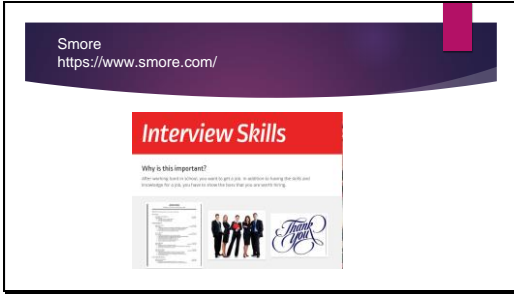 Smore
https://www.smore.com/
Interview Skills
Why is this important?
After working hard in school, you want to get a job. In addition to having the skills and
knowledge for a job, you have to show the boss that you are worth hiring.
Thank
You